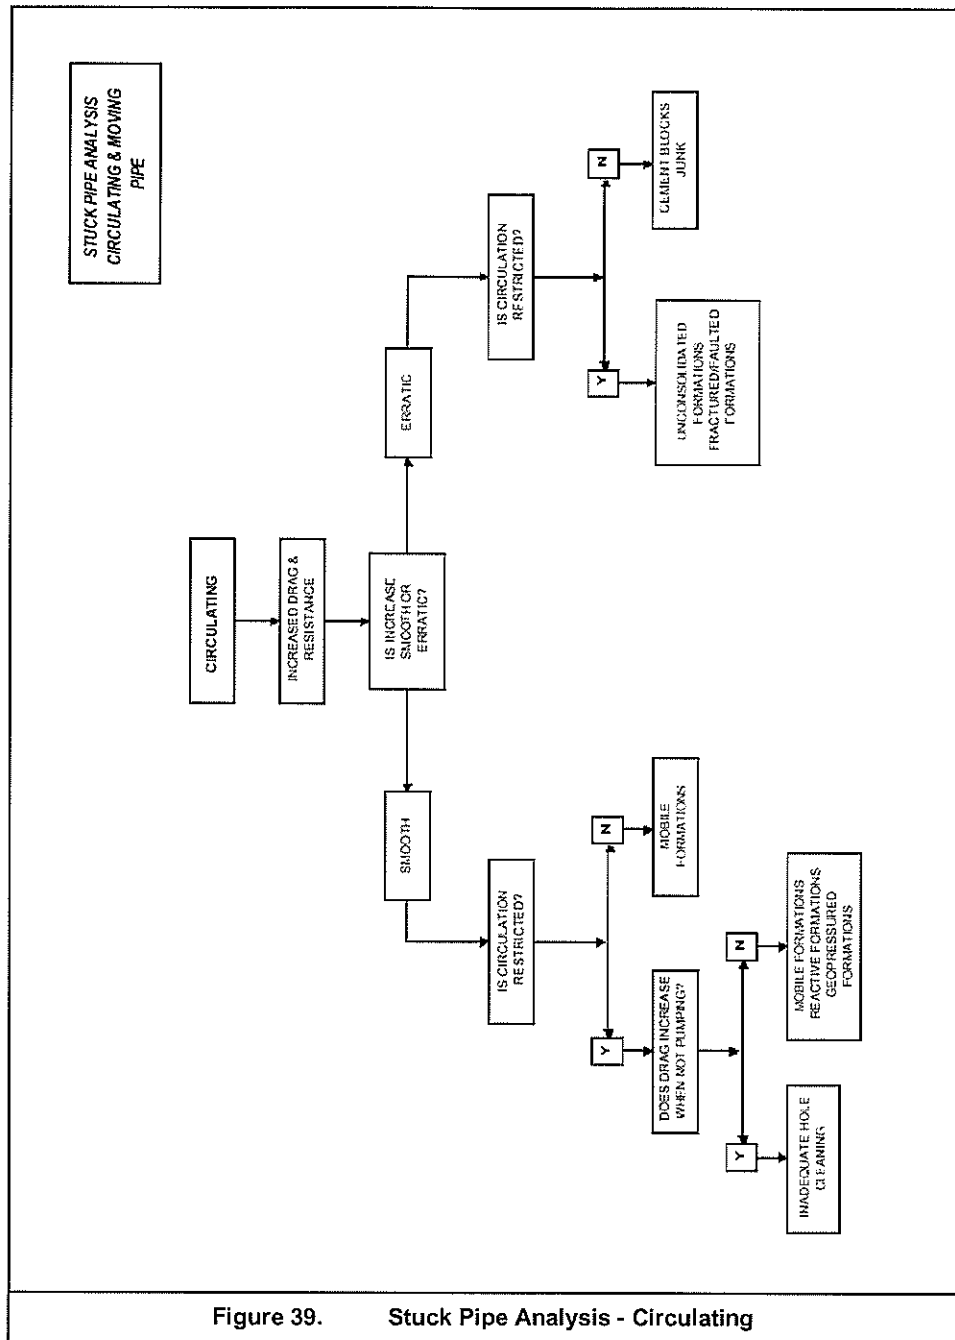 STUCK PIPE ANALYSIS
CIRCULATING & MOVING
PIPE
CIRCULATING
INCREASED DRAG &
RESISTANCE
IS INCREASE
SMOOTH OR
ERRATIC?
SMOOTH
ERRATIC
IS CIRCULATION
RESTRICTED?
IS CIRCULATION
RESTRICTED?
Y
N
Y
N
DOES DRAG INCREASE
WHEN NOT PUMPING?
MOBILE
FORMATIONS
UNCONSOLIDATED
FORMATIONS
FRACTURED/FAULTED
FORMATIONS
CEMENT BLOCKS
JUNK
Y
N
INADEQUATE HOLE
CLEANING
MOBILE FORMATIONS
REACTIVE FORMATIONS
GEOPRESSURED
FORMATIONS
Figure 39. Stuck Pipe Analysis - Circulating